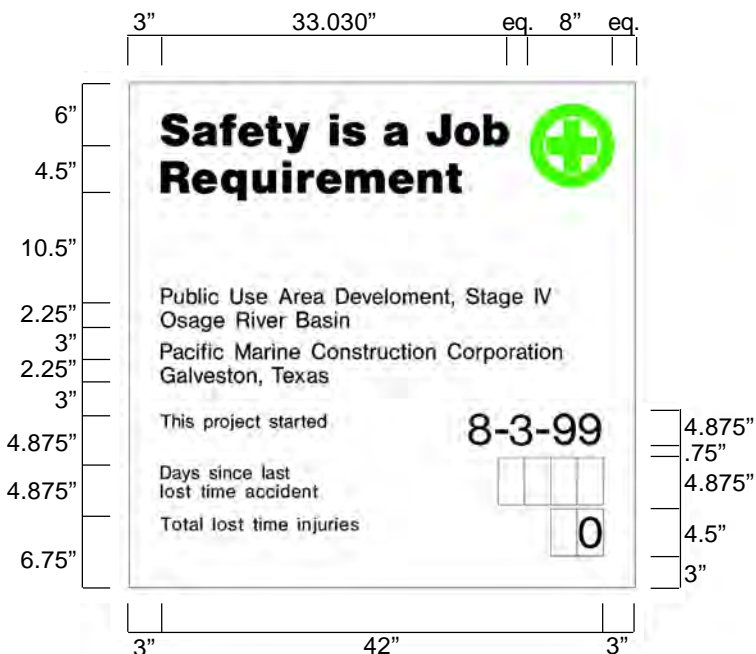 3” 33.030” eq. 8” eq.
6”
4.5”
10.5”
2.25”
3”
2.25”
3”
4.875”
4.875”
6.75”
Safety is a Job
Requirement
Public Use Area Develoment, Stage IV
Osage River Basin
Pacific Marine Construction Corporation
Galveston, Texas
This project started 8-3-99
Days since last
lost time accident
Total lost time injuries 0
4.875”
.75”
4.875”
4.5”
3”
3” 42” 3”